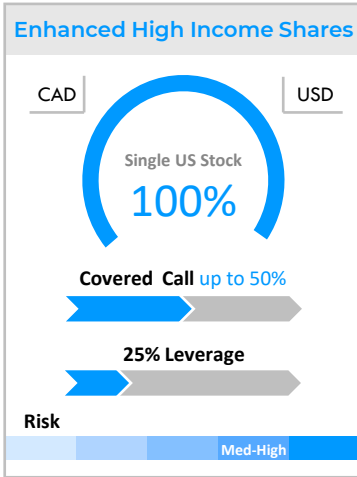 Enhanced High Income Shares
CAD
USD
Single US Stock
100%
Covered Call up to 50%
25% Leverage
Risk
Med-High